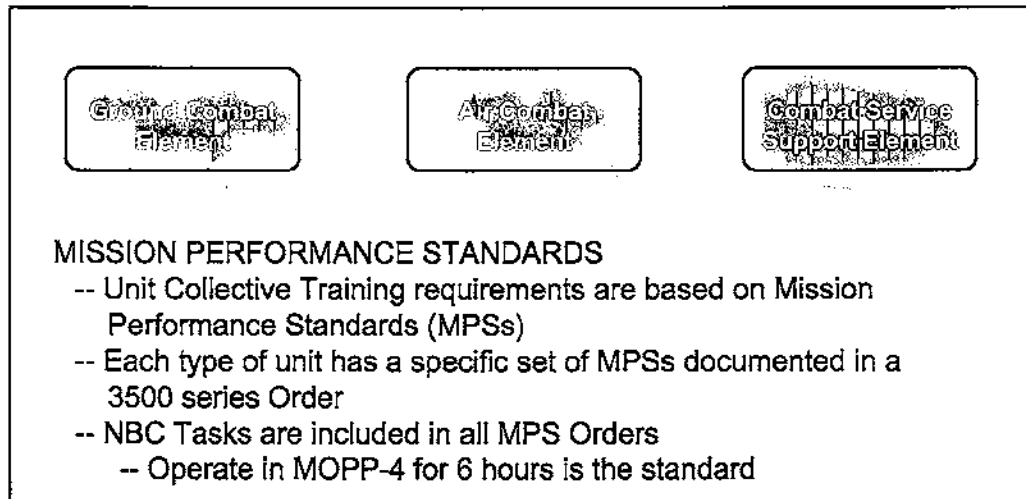 Ground Combat
Element
Air Combat
Element
Combat Service
Support Element
MISSION PERFORMANCE STANDARDS
-- Unit Collective Training requirements are based on Mission
Performance Standards (MPSs)
-- Each type of unit has a specific set of MPSs documented in a
3500 series Order
-- NBC Tasks are included in all MPS Orders
-- Operate in MOPP-4 for 6 hours is the standard